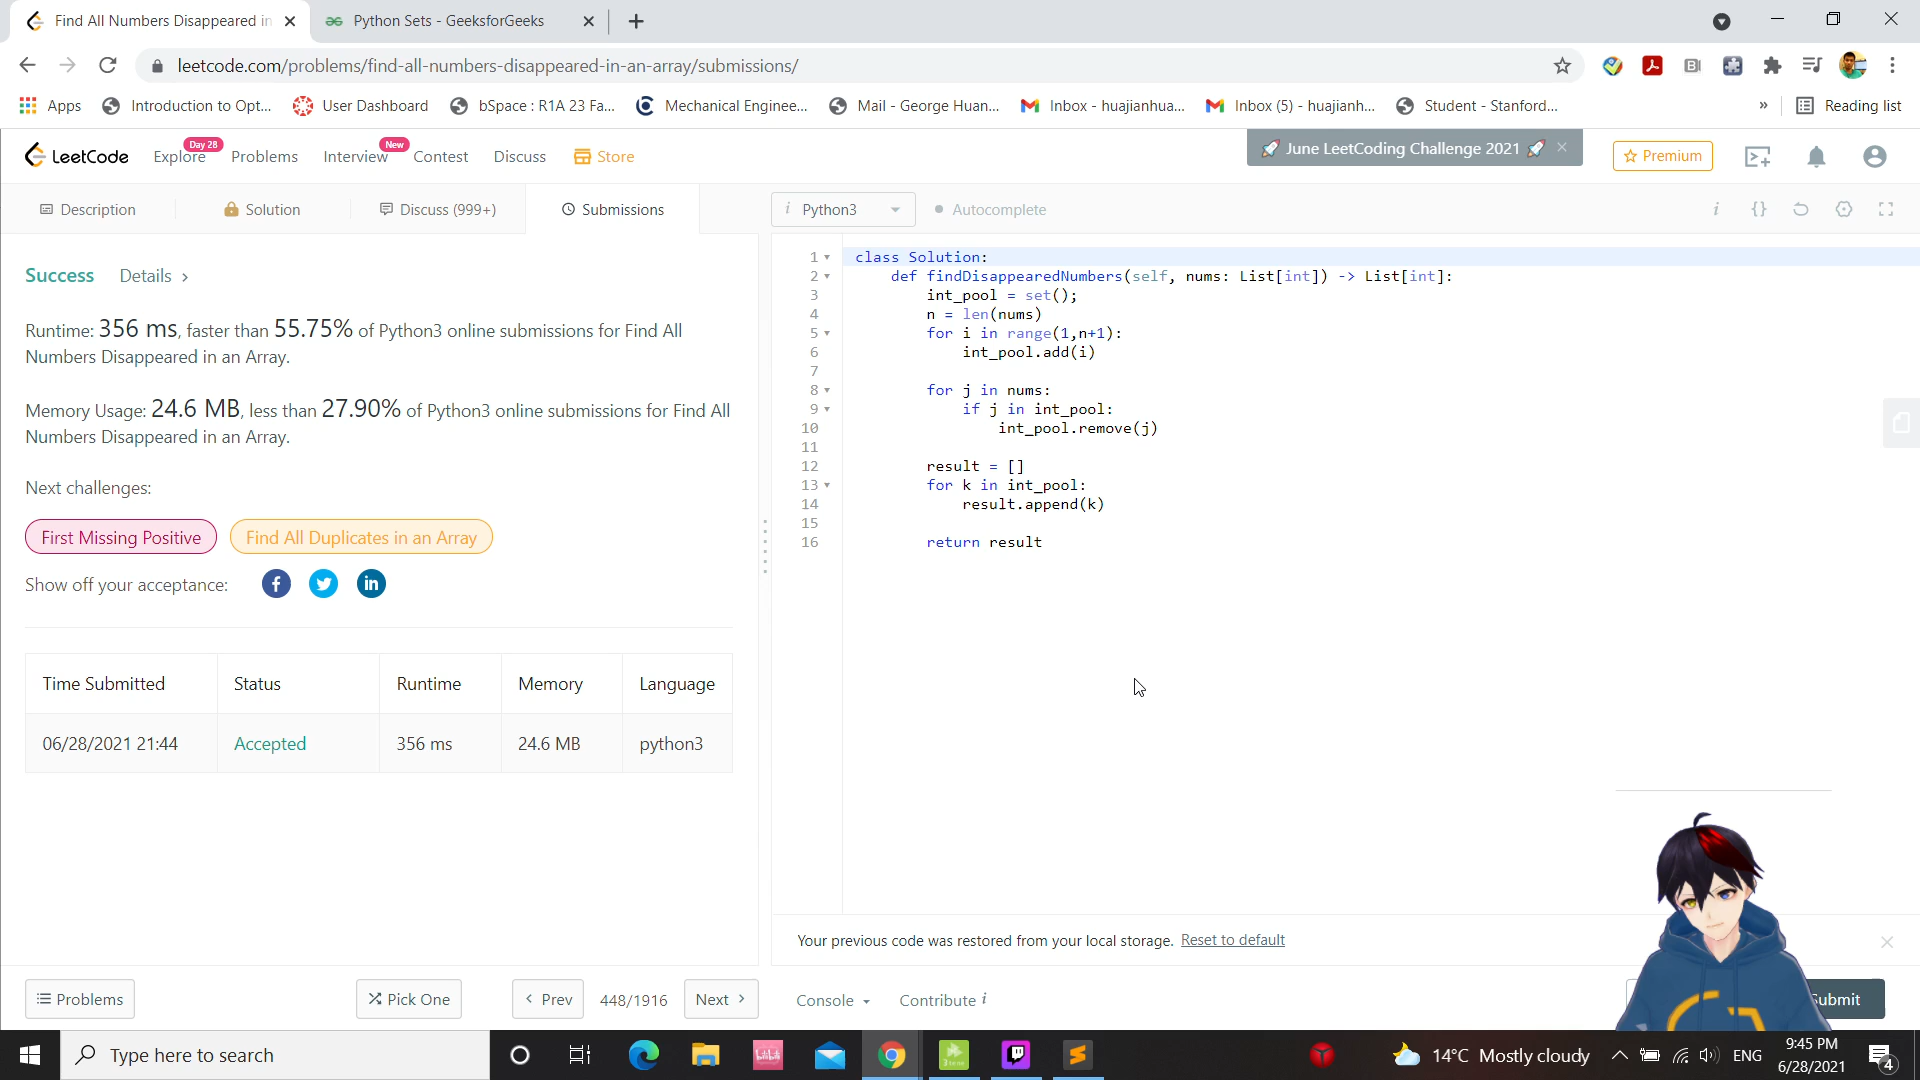 Find All Numbers Disappeared in
Python Sets - GeeksforGeeks
leetcode.com/problems/find-all-numbers-disappeared-in-an-array/submissions/
Apps
Introduction to Opt...
User Dashboard
bSpace : R1A 23 Fa...
Mechanical Enginee...
Mail - George Huan...
Inbox - huajianhua...
Inbox (5) - huajianh...
Student - Stanford...
»
Reading list
LeetCode
Explore
Day 28
Problems
Interview
New
Contest
Discuss
Store
June LeetCoding Challenge 2021
Premium
Description
Solution
Discuss (999+)
Submissions
i Python3
Autocomplete
i {}
Success Details >
Runtime: 356 ms, faster than 55.75% of Python3 online submissions for Find All
Numbers Disappeared in an Array.
Memory Usage: 24.6 MB, less than 27.90% of Python3 online submissions for Find All
Numbers Disappeared in an Array.
Next challenges:
First Missing Positive
Find All Duplicates in an Array
Show off your acceptance:
Time Submitted Status Runtime Memory Language
06/28/2021 21:44 Accepted 356 ms 24.6 MB python3
1 class Solution:
2 def findDisappearedNumbers(self, nums: List[int]) -> List[int]:
3 int_pool = set();
4 n = len(nums)
5 for i in range(1,n+1):
6 int_pool.add(i)
7
8 for j in nums:
9 if j in int_pool:
10 int_pool.remove(j)
11
12 result = []
13 for k in int_pool:
14 result.append(k)
15
16 return result
Your previous code was restored from your local storage. Reset to default
Problems
Pick One
< Prev
448/1916
Next >
Console
Contribute i
ubmit
Type here to search
14°C Mostly cloudy
ENG
9:45 PM
6/28/2021
4